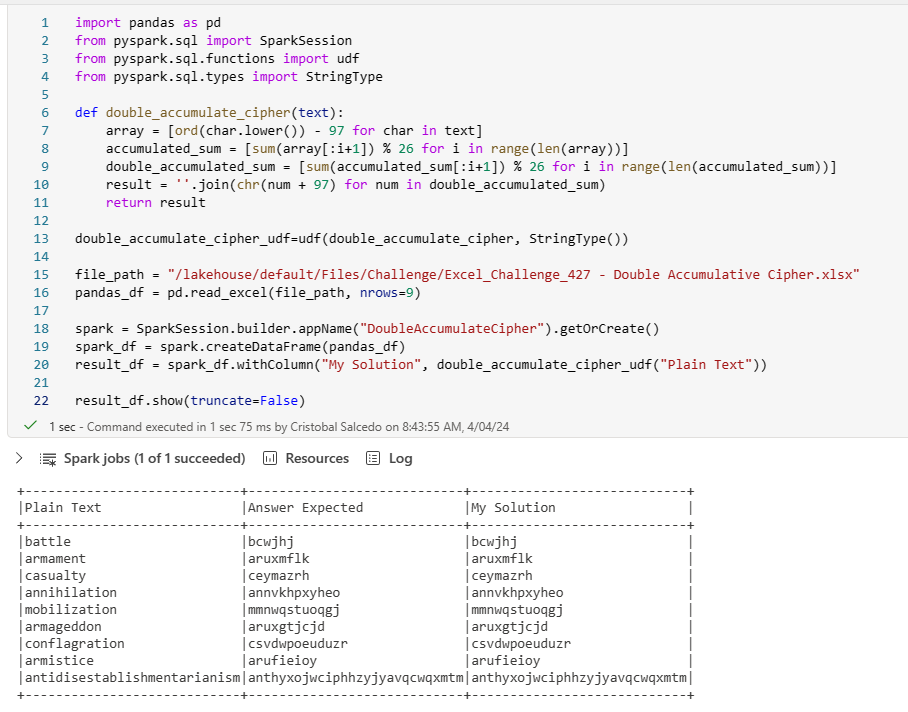 1 import pandas as pd
2 from pyspark.sql import SparkSession
3 from pyspark.sql.functions import udf
4 from pyspark.sql.types import StringType
5
6 def double_accumulate_cipher(text):
7     array = [ord(char.lower()) - 97 for char in text]
8     accumulated_sum = [sum(array[:i+1]) % 26 for i in range(len(array))]
9     double_accumulated_sum = [sum(accumulated_sum[:i+1]) % 26 for i in range(len(accumulated_sum))]
10     result = ''.join(chr(num + 97) for num in double_accumulated_sum)
11     return result
12
13 double_accumulate_cipher_udf=udf(double_accumulate_cipher, StringType())
14
15 file_path = "/lakehouse/default/Files/Challenge/Excel_Challenge_427 - Double Accumulative Cipher.xlsx"
16 pandas_df = pd.read_excel(file_path, nrows=9)
17
18 spark = SparkSession.builder.appName("DoubleAccumulateCipher").getOrCreate()
19 spark_df = spark.createDataFrame(pandas_df)
20 result_df = spark_df.withColumn("My Solution", double_accumulate_cipher_udf("Plain Text"))
21
22 result_df.show(truncate=False)
1 sec - Command executed in 1 sec 75 ms by Cristobal Salcedo on 8:43:55 AM, 4/04/24
Spark jobs (1 of 1 succeeded) Resources Log
+----------------------------+----------------------------+----------------------------+
|Plain Text                  |Answer Expected             |My Solution                 |
+----------------------------+----------------------------+----------------------------+
|battle                      |bcwjhj                      |bcwjhj                      |
|armament                    |aruxmflk                    |aruxmflk                    |
|casualty                    |ceymazrh                    |ceymazrh                    |
|annihilation                |annvkhpxyheo                |annvkhpxyheo                |
|mobilization                |mmnwqstuoqgj                |mmnwqstuoqgj                |
|armageddon                  |aruxgtjcjd                  |aruxgtjcjd                  |
|conflagration               |csvdwpoeuduzr               |csvdwpoeuduzr               |
|armistice                   |arufieioy                   |arufieioy                   |
|antidisestablishmentarianism|anthyxojwciphhzyjyavqcwqxmtm|anthyxojwciphhzyjyavqcwqxmtm|
+----------------------------+----------------------------+----------------------------+